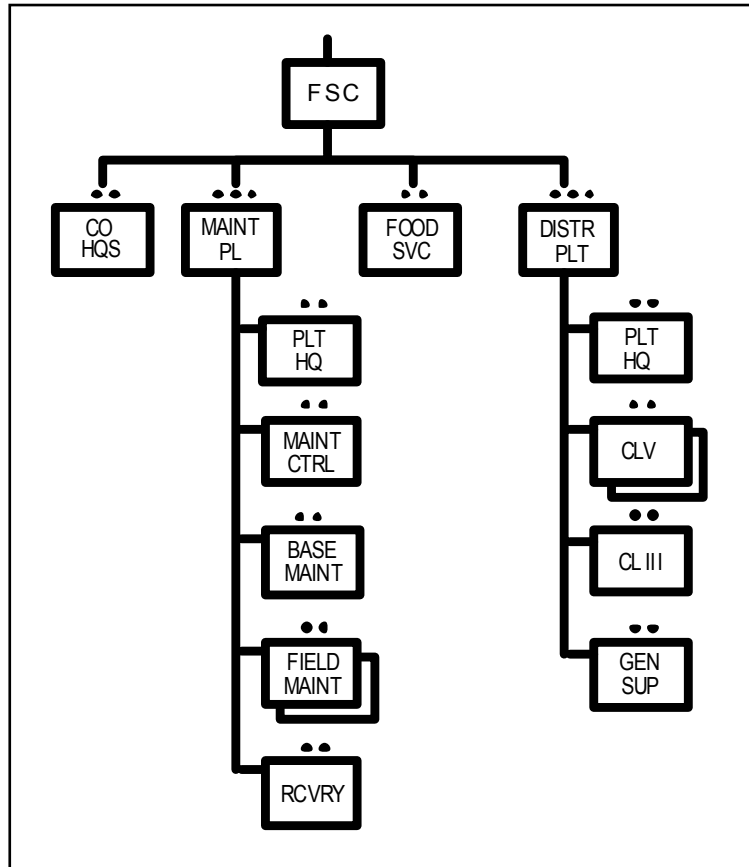 FSC
CO
HQS
MAINT
PL
FOOD
SVC
DISTR
PLT
PLT
HQ
MAINT
CTRL
BASE
MAINT
FIELD
MAINT
RCVRY
PLT
HQ
CLV
CL III
GEN
SUP